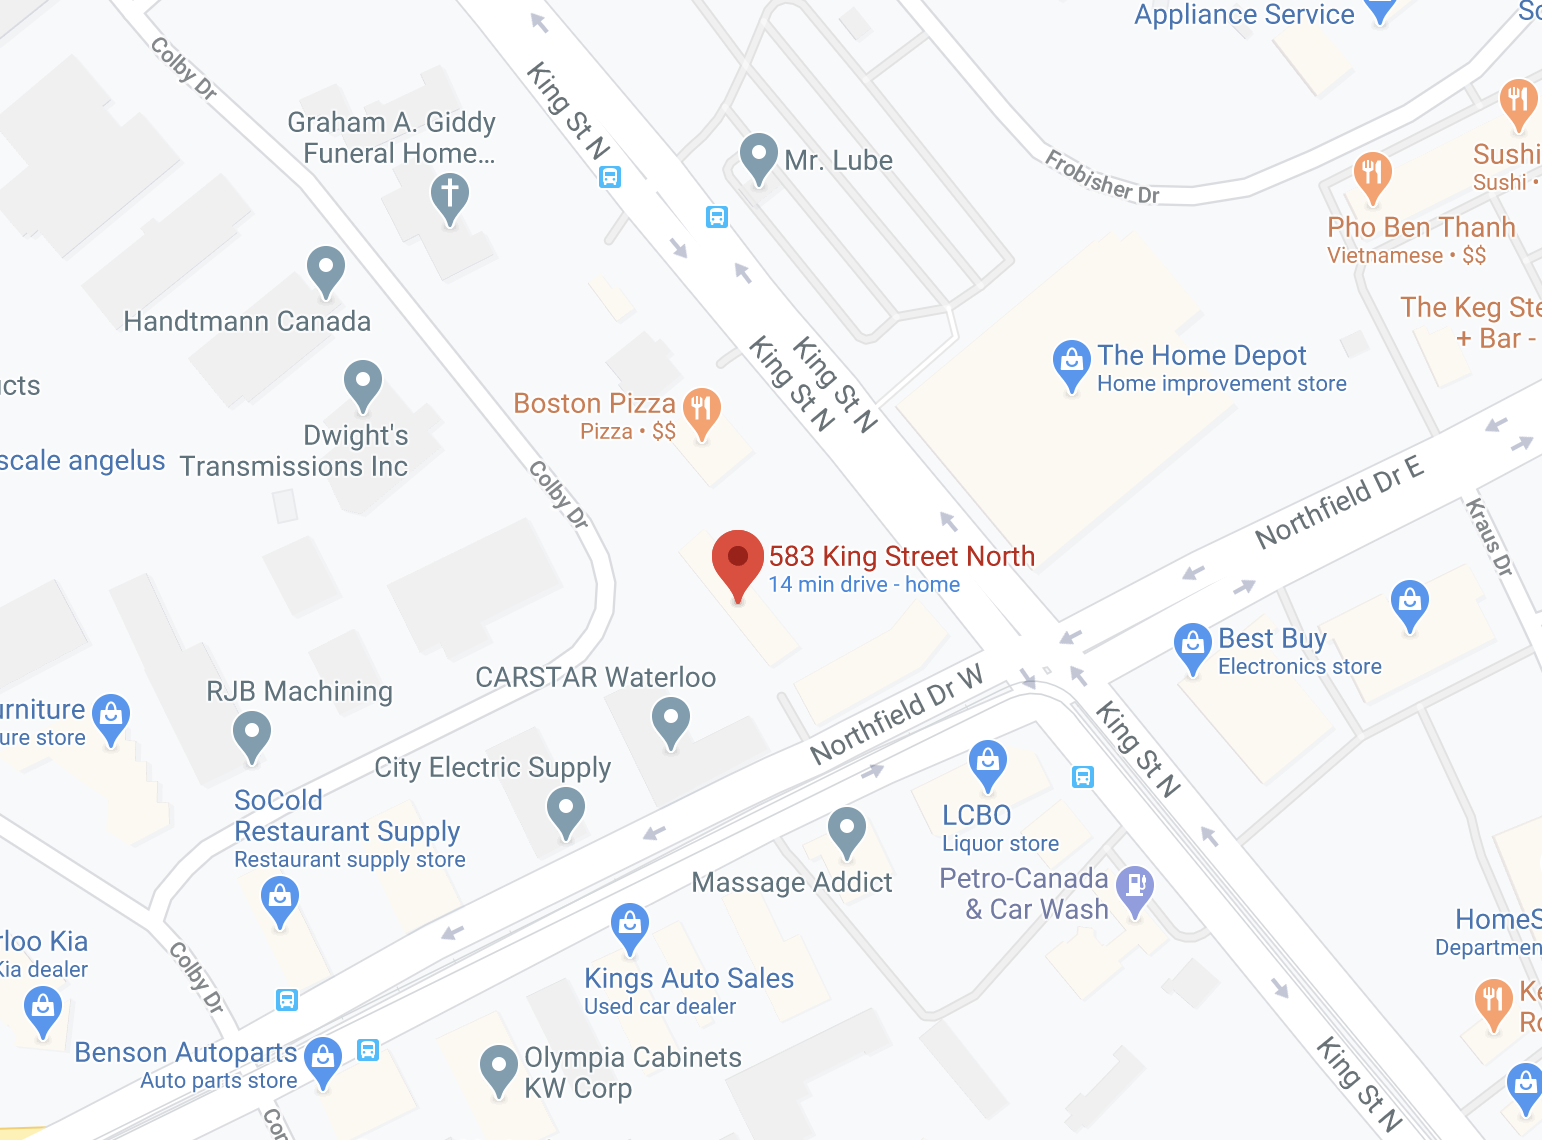 Appliance Service
So
Colby Dr
King St N
Graham A. Giddy
Funeral Home...
Mr. Lube
Frobisher Dr
Sushi
Sushi •
Pho Ben Thanh
Vietnamese • $$
Handtmann Canada
The Keg Ste
+ Bar -
King St N
King St N
The Home Depot
Home improvement store
ucts
Boston Pizza
Pizza • $$
Dwight's
Transmissions Inc
scale angelus
Colby Dr
Northfield Dr E
Kraus Dr
583 King Street North
14 min drive - home
Best Buy
Electronics store
CARSTAR Waterloo
RJB Machining
Northfield Dr W
urniture
ure store
King St N
City Electric Supply
SoCold
Restaurant Supply
Restaurant supply store
LCBO
Liquor store
Massage Addict
Petro-Canada
& Car Wash
rloo Kia
Kia dealer
Colby Dr
HomeS
Departmen
Kings Auto Sales
Used car dealer
Ke
Ro
Benson Autoparts
Auto parts store
Olympia Cabinets
KW Corp
King St N
Cor